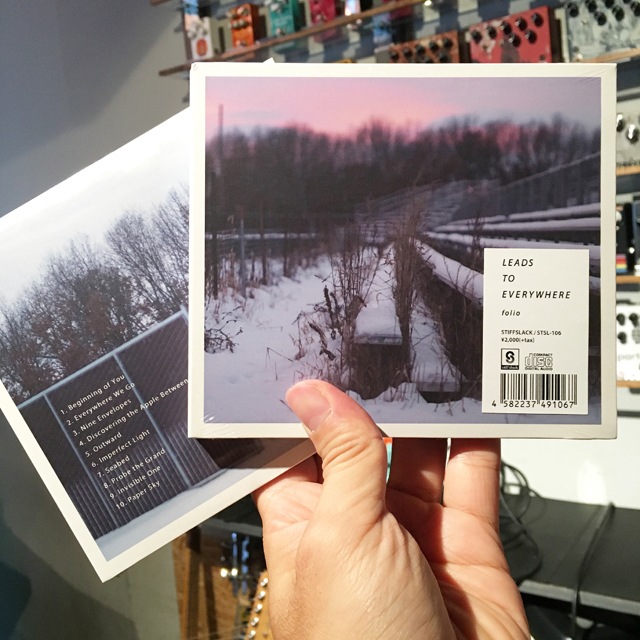 LEADS
TO
EVERYWHERE
folio
STIFFSLACK / STSL-106
¥2,000(+tax)
COMPACT
DIGITAL AUDIO
4 582237 491067
1. Beginning of You
2. Everywhere We Go
3. Nine Envelopes
4. Discovering the Apple Between
5. Outward
6. Imperfect Light
7. Seabed
8. Probe the Grand
9. Invisible One
10. Paper Sky